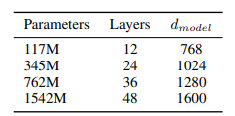 Parameters Layers d_model
117M 12 768
345M 24 1024
762M 36 1280
1542M 48 1600